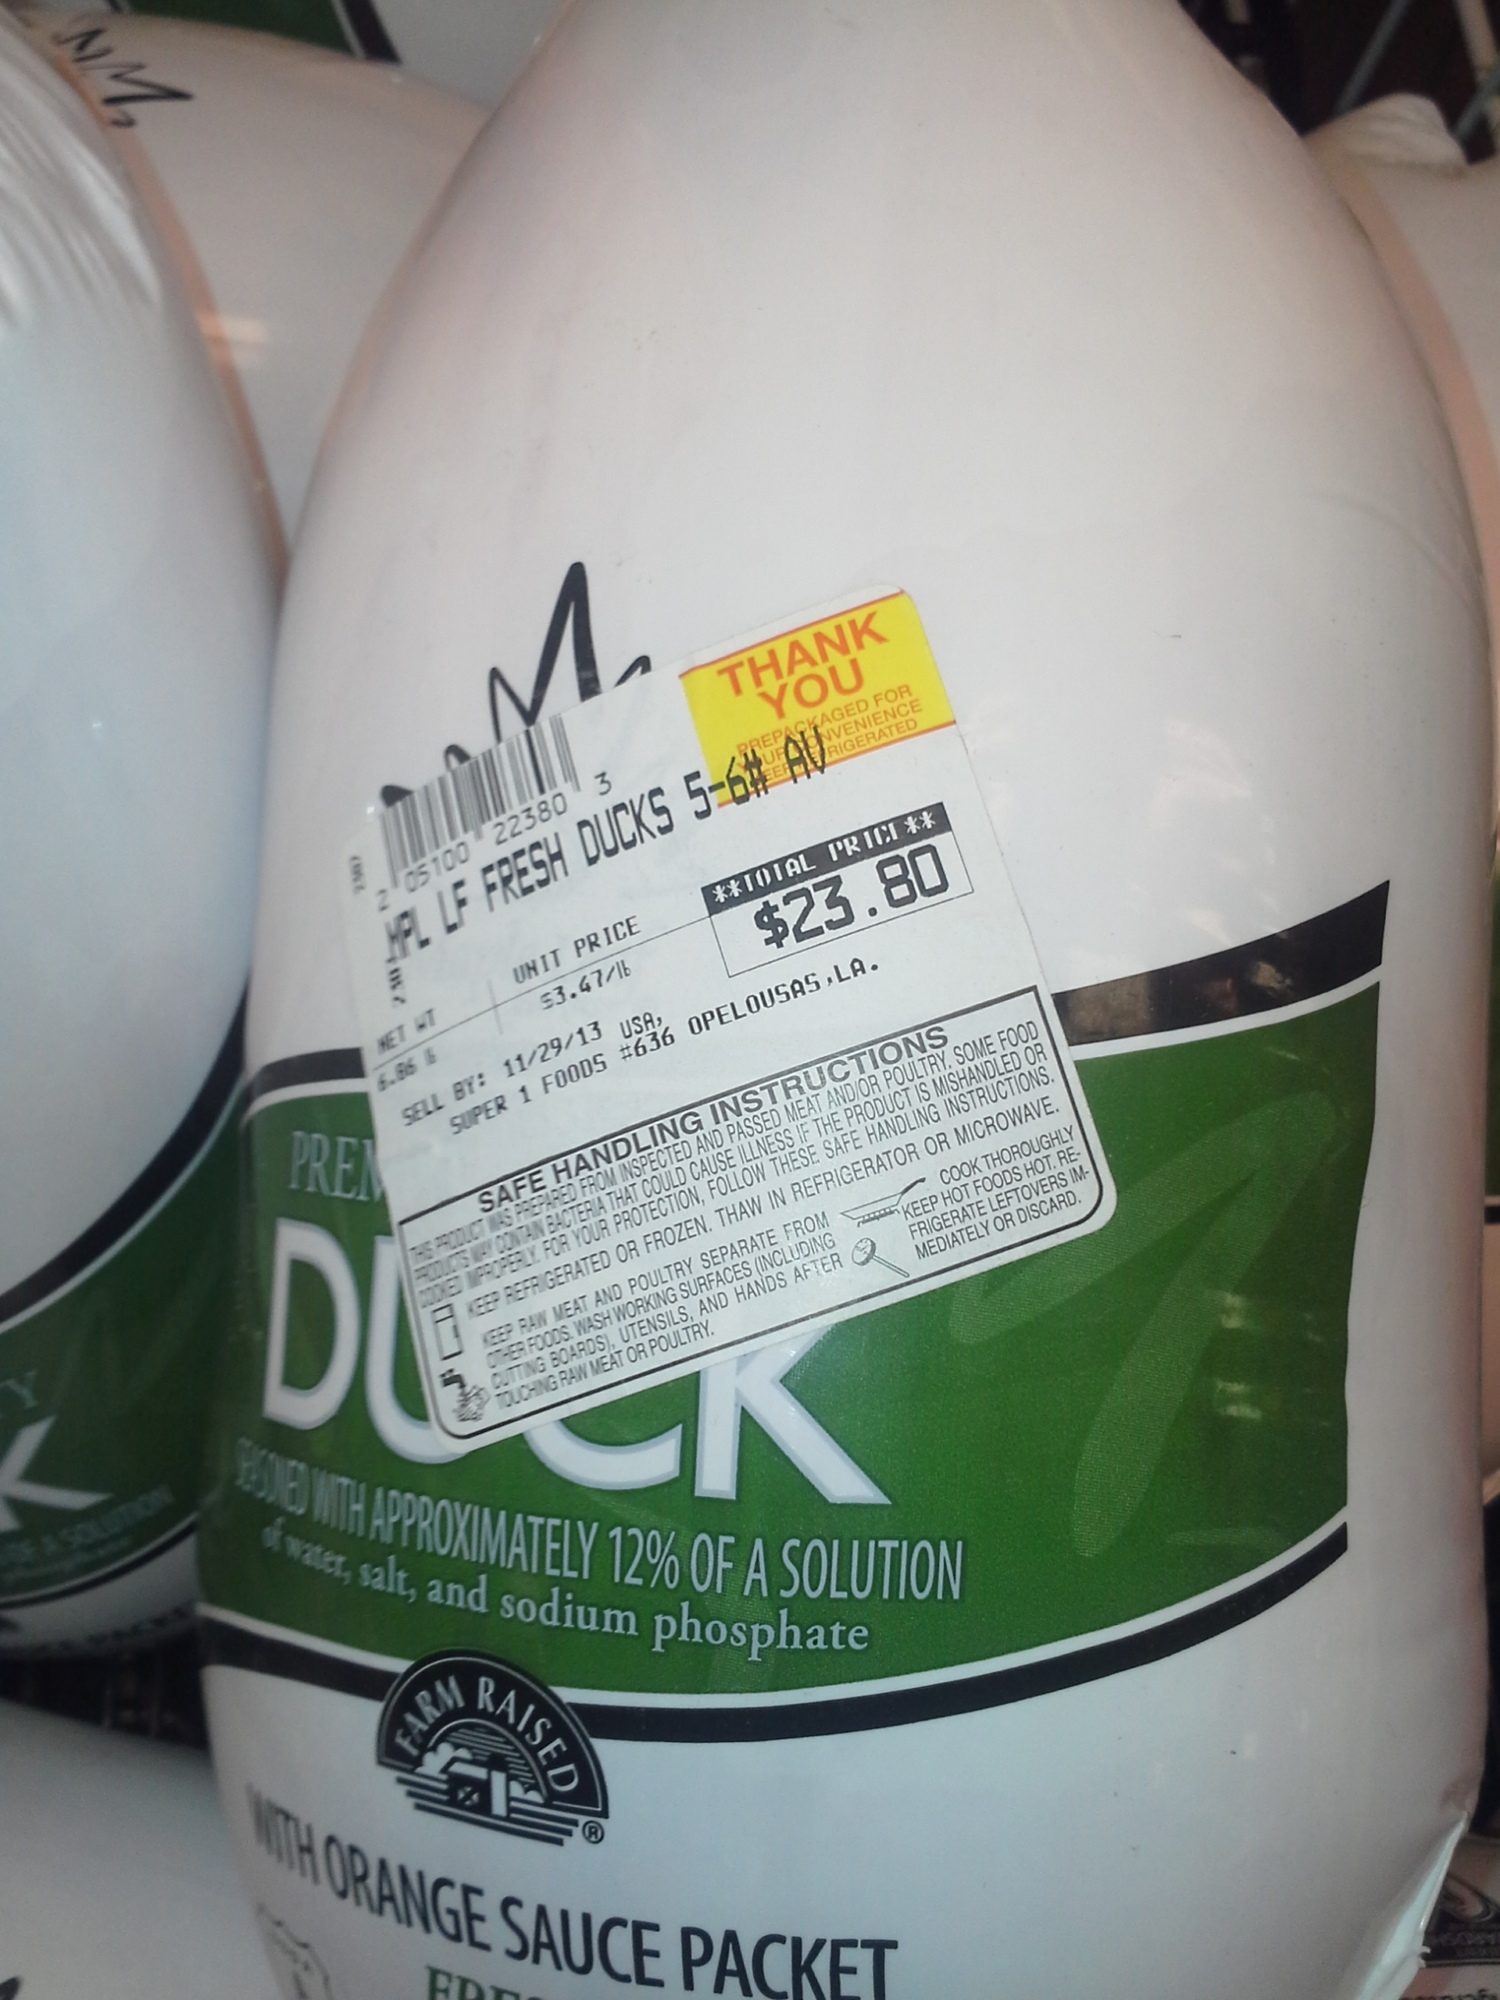 THANK
YOU
PREPACKAGED FOR
YOUR CONVENIENCE
KEEP REFRIGERATED
2 05100 22380 3
MPL LF FRESH DUCKS 5-6# AV
**TOTAL PRICE**
$23.80
NET WT
UNIT PRICE
6.86 lb
$3.47/lb
SELL BY: 11/29/13 USA,
SUPER 1 FOODS #636 OPELOUSAS,LA.
SAFE HANDLING INSTRUCTIONS
THIS PRODUCT WAS PREPARED FROM INSPECTED AND PASSED MEAT AND/OR POULTRY. SOME FOOD
PRODUCTS MAY CONTAIN BACTERIA THAT COULD CAUSE ILLNESS IF THE PRODUCT IS MISHANDLED OR
COOKED IMPROPERLY. FOR YOUR PROTECTION, FOLLOW THESE SAFE HANDLING INSTRUCTIONS.
KEEP REFRIGERATED OR FROZEN. THAW IN REFRIGERATOR OR MICROWAVE.
KEEP RAW MEAT AND POULTRY SEPARATE FROM
OTHER FOODS. WASH WORKING SURFACES (INCLUDING
CUTTING BOARDS), UTENSILS, AND HANDS AFTER
TOUCHING RAW MEAT OR POULTRY.
COOK THOROUGHLY
KEEP HOT FOODS HOT. RE-
FRIGERATE LEFTOVERS IM-
MEDIATELY OR DISCARD.
PREM
DUCK
SEASONED WITH APPROXIMATELY 12% OF A SOLUTION
of water, salt, and sodium phosphate
FARM RAISED ®
WITH ORANGE SAUCE PACKET